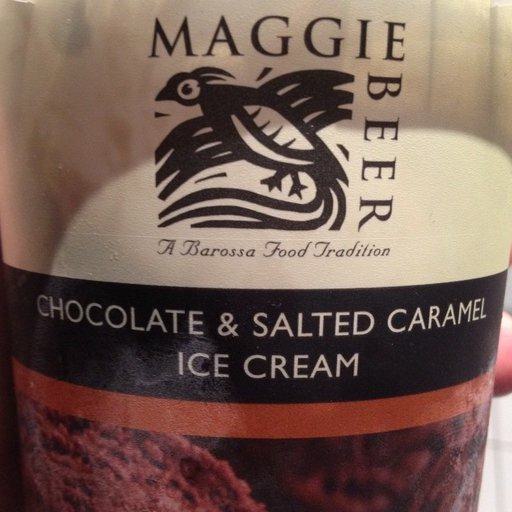 MAGGIE
BEER
A Barossa Food Tradition
CHOCOLATE & SALTED CARAMEL
ICE CREAM